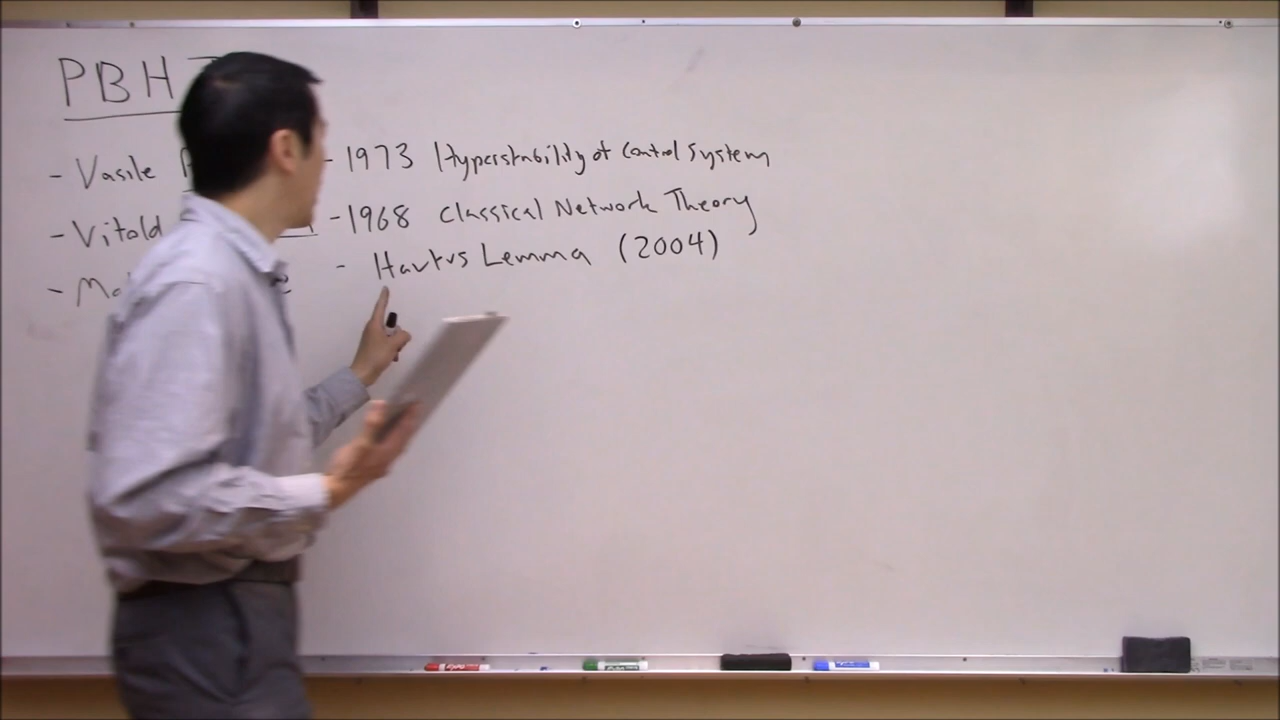 PBH
- Vasile - 1973 Hyperstability of Control System
- Vitold - 1968 Classical Network Theory
- - Hautus Lemma (2004)